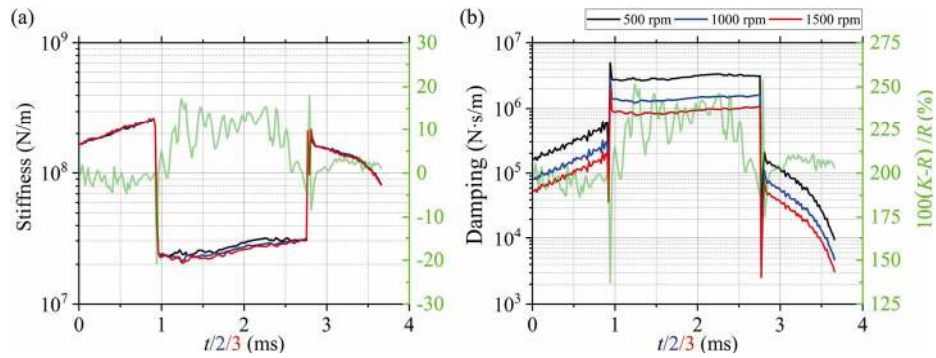 (a)
(b)
500 rpm 1000 rpm 1500 rpm
Stiffness (N/m)
10⁹
10⁸
10⁷
30
20
10
0
-10
-20
-30
0 1 2 3 4
t/2/3 (ms)
Damping (N·s/m)
10⁷
10⁶
10⁵
10⁴
10³
275
250
225
200
175
150
125
100(K-R)/R (%)
0 1 2 3 4
t/2/3 (ms)